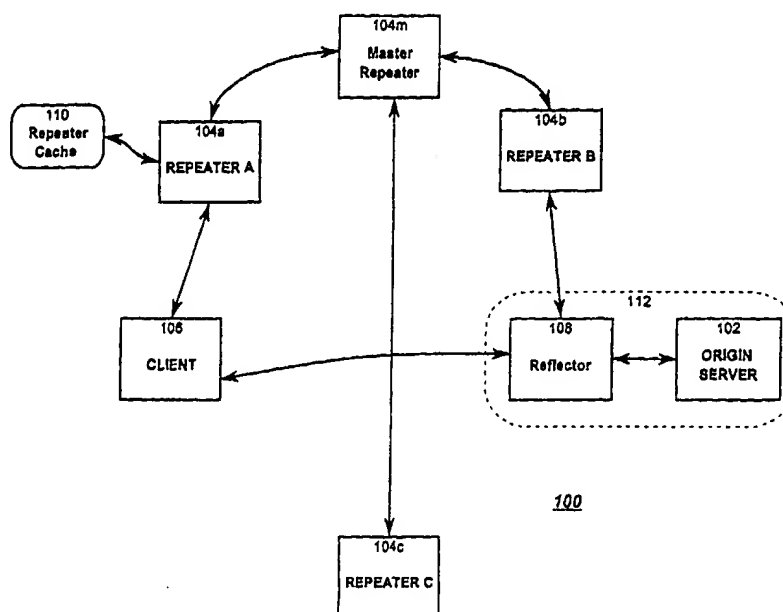 104m
Master
Repeater
110
Repeater
Cache
104a
REPEATER A
104b
REPEATER B
112
106
CLIENT
108
Reflector
102
ORIGIN
SERVER
100
104c
REPEATER C